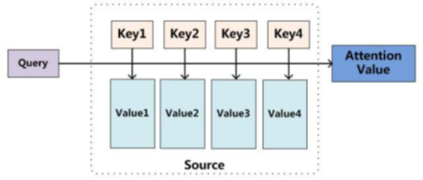 Key1 Key2 Key3 Key4
Query
Attention
Value
Value1 Value2 Value3 Value4
Source